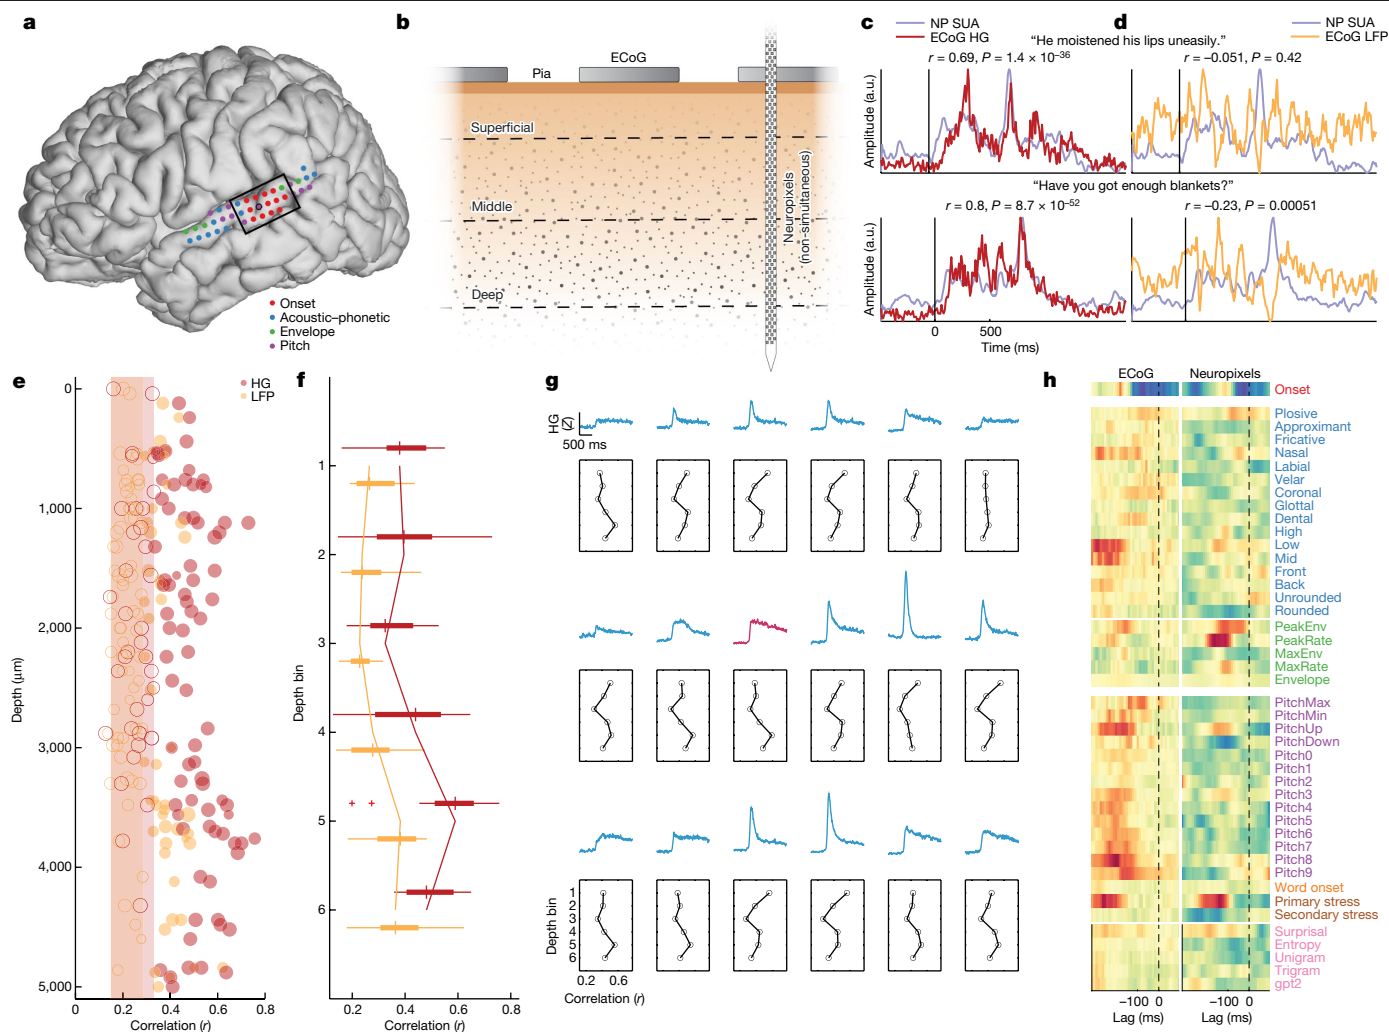 a
Onset
Acoustic–phonetic
Envelope
Pitch
b
ECoG
Pia
Superficial
Middle
Deep
Neuropixels
(non-simultaneous)
c
NP SUA
ECoG HG
d
NP SUA
ECoG LFP
“He moistened his lips uneasily.”
r = 0.69, P = 1.4 × 10⁻³⁶
r = −0.051, P = 0.42
Amplitude (a.u.)
“Have you got enough blankets?”
r = 0.8, P = 8.7 × 10⁻⁵²
r = −0.23, P = 0.00051
Amplitude (a.u.)
0 500
Time (ms)
e
HG
LFP
0
1,000
2,000
3,000
4,000
5,000
Depth (μm)
0 0.2 0.4 0.6 0.8
Correlation (r)
f
1
2
3
4
5
6
Depth bin
0.2 0.4 0.6 0.8
Correlation (r)
g
HG
(Z)
500 ms
Depth bin
1
2
3
4
5
6
0.2 0.6
Correlation (r)
h
ECoG Neuropixels
Onset
Plosive
Approximant
Fricative
Nasal
Labial
Velar
Coronal
Glottal
Dental
High
Low
Mid
Front
Back
Unrounded
Rounded
PeakEnv
PeakRate
MaxEnv
MaxRate
Envelope
PitchMax
PitchMin
PitchUp
PitchDown
Pitch0
Pitch1
Pitch2
Pitch3
Pitch4
Pitch5
Pitch6
Pitch7
Pitch8
Pitch9
Word onset
Primary stress
Secondary stress
Surprisal
Entropy
Unigram
Trigram
gpt2
−100 0 −100 0
Lag (ms) Lag (ms)